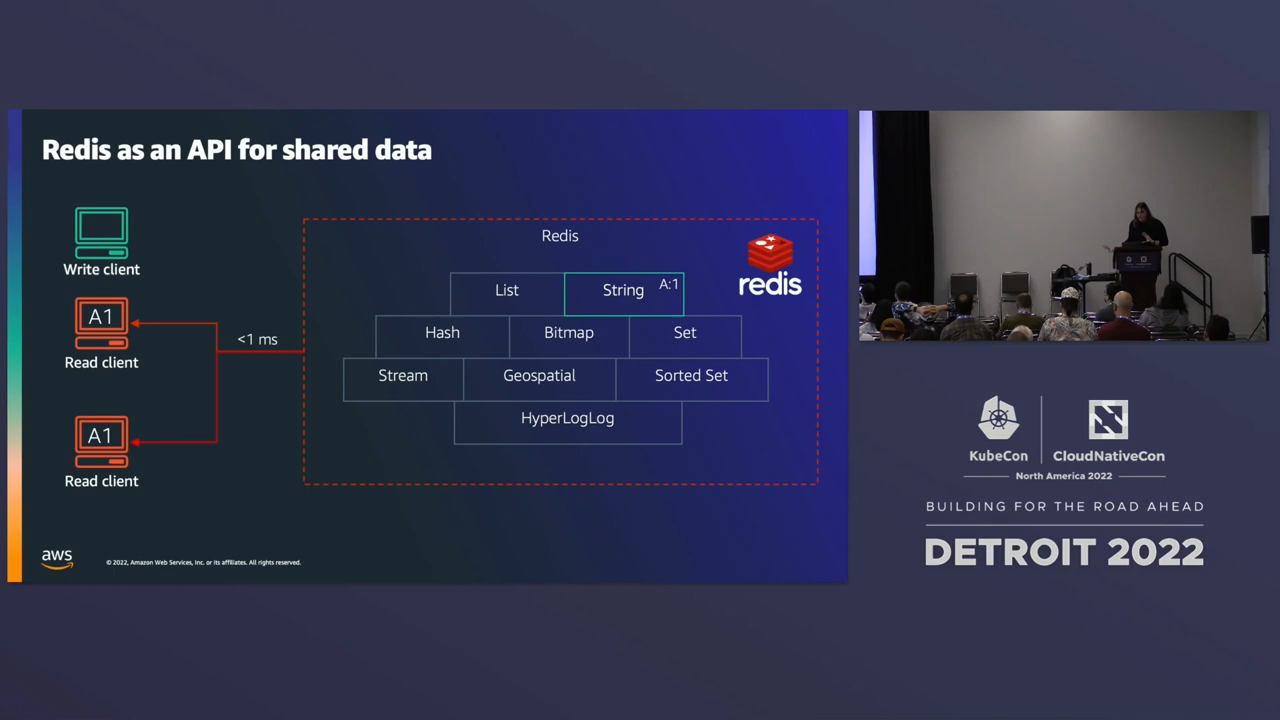 Redis as an API for shared data
Write client
A1
Read client
<1 ms
A1
Read client
Redis
redis
List
String
A:1
Hash
Bitmap
Set
Stream
Geospatial
Sorted Set
HyperLogLog
aws
© 2022, Amazon Web Services, Inc. or its affiliates. All rights reserved.
KubeCon
CloudNativeCon
North America 2022
BUILDING FOR THE ROAD AHEAD
DETROIT 2022